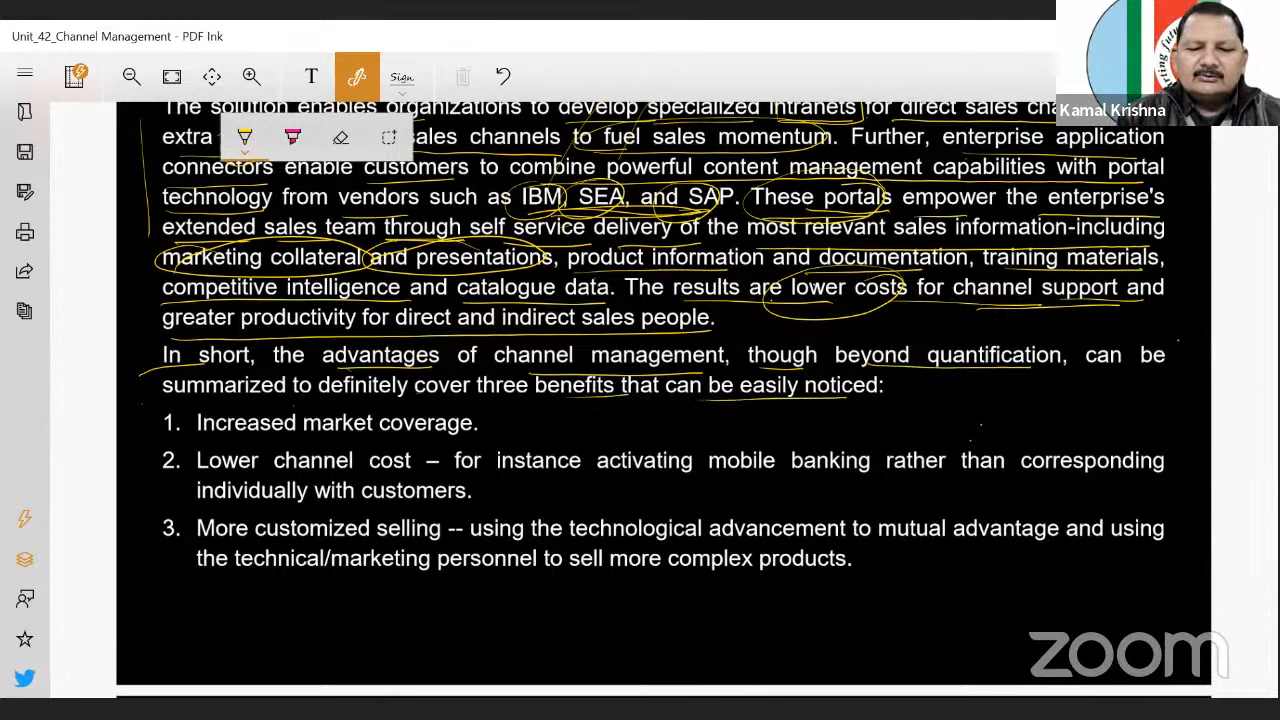 Unit_42_Channel Management - PDF Ink
T
Sign
Kamal Krishna
The solution enables organizations to develop specialized intranets for direct sales
extra sales channels to fuel sales momentum. Further, enterprise application
connectors enable customers to combine powerful content management capabilities with portal
technology from vendors such as IBM, SEA, and SAP. These portals empower the enterprise's
extended sales team through self service delivery of the most relevant sales information-including
marketing collateral and presentations, product information and documentation, training materials,
competitive intelligence and catalogue data. The results are lower costs for channel support and
greater productivity for direct and indirect sales people.
In short, the advantages of channel management, though beyond quantification, can be
summarized to definitely cover three benefits that can be easily noticed:
1. Increased market coverage.
2. Lower channel cost – for instance activating mobile banking rather than corresponding
individually with customers.
3. More customized selling -- using the technological advancement to mutual advantage and using
the technical/marketing personnel to sell more complex products.
zoom